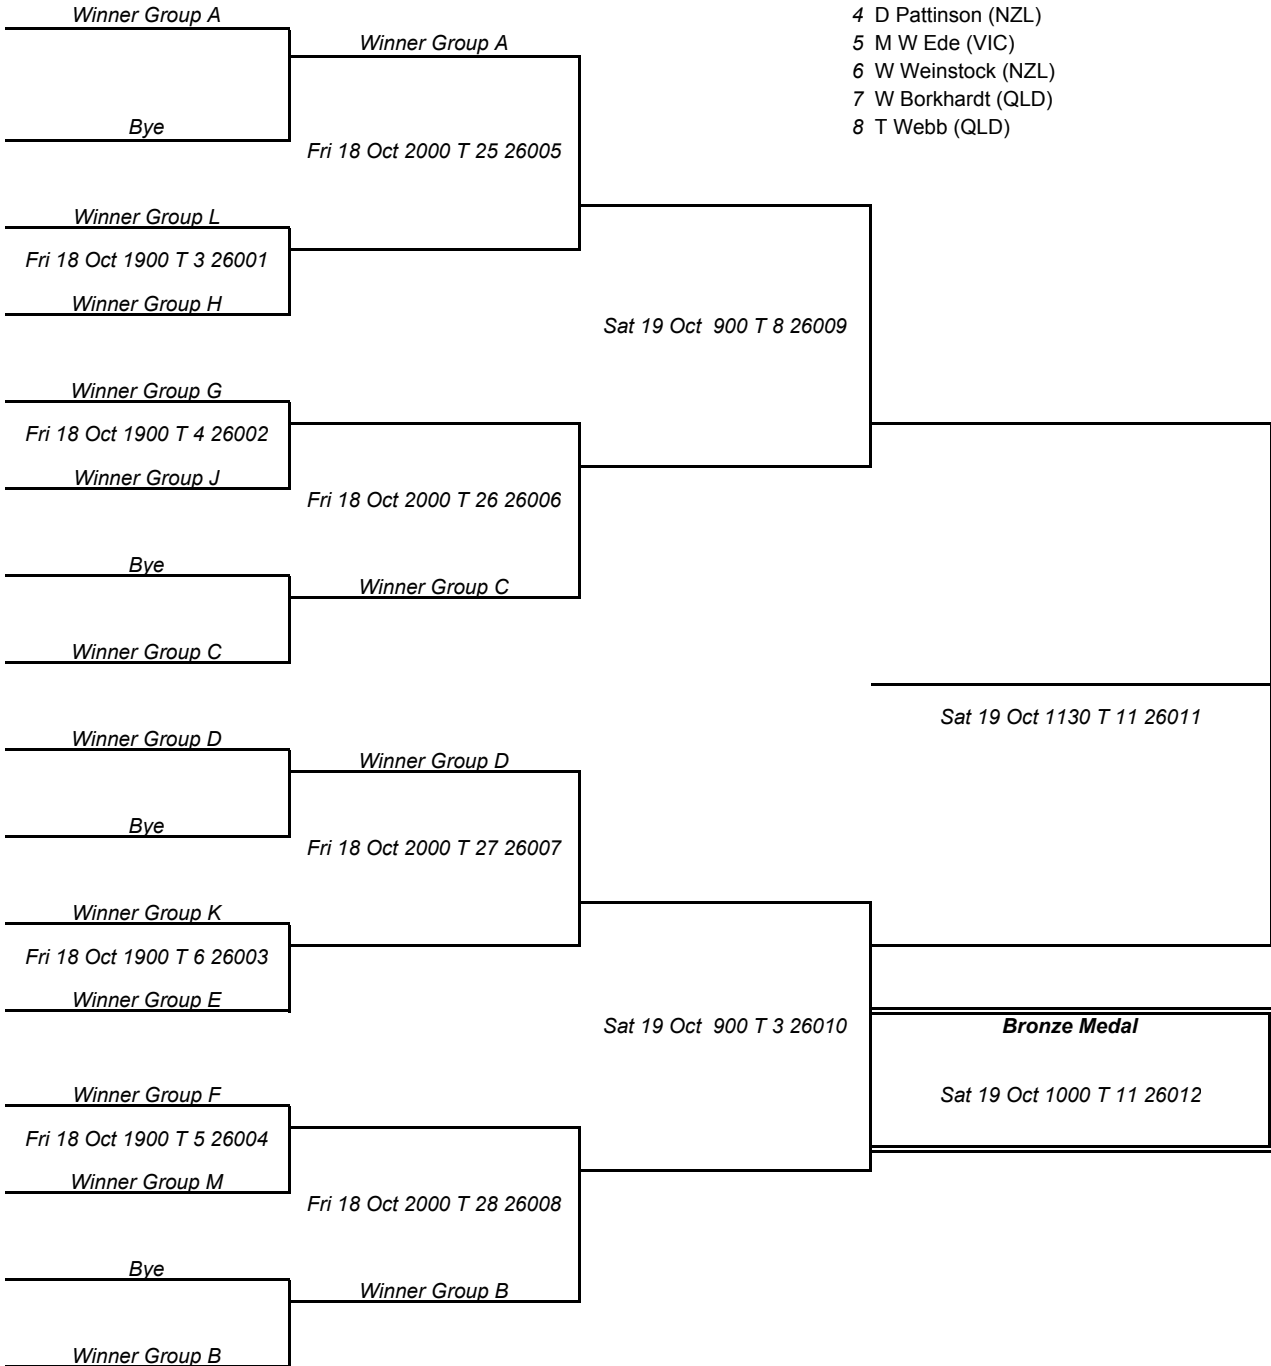 Winner Group A
4 D Pattinson (NZL)
Winner Group A
5 M W Ede (VIC)
6 W Weinstock (NZL)
7 W Borkhardt (QLD)
Bye
8 T Webb (QLD)
Fri 18 Oct 2000 T 25 26005
Winner Group L
Fri 18 Oct 1900 T 3 26001
Winner Group H
Sat 19 Oct 900 T 8 26009
Winner Group G
Fri 18 Oct 1900 T 4 26002
Winner Group J
Fri 18 Oct 2000 T 26 26006
Bye
Winner Group C
Winner Group C
Sat 19 Oct 1130 T 11 26011
Winner Group D
Winner Group D
Bye
Fri 18 Oct 2000 T 27 26007
Winner Group K
Fri 18 Oct 1900 T 6 26003
Winner Group E
Sat 19 Oct 900 T 3 26010
Bronze Medal
Winner Group F
Sat 19 Oct 1000 T 11 26012
Fri 18 Oct 1900 T 5 26004
Winner Group M
Fri 18 Oct 2000 T 28 26008
Bye
Winner Group B
Winner Group B